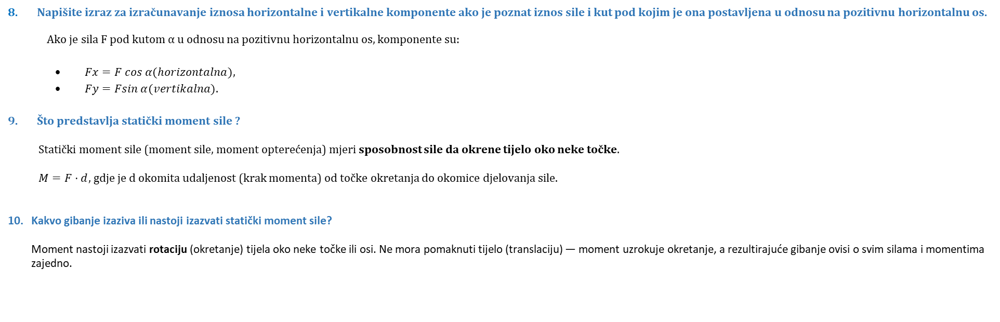 8. Napišite izraz za izračunavanje iznosa horizontalne i vertikalne komponente ako je poznat iznos sile i kut pod kojim je ona postavljena u odnosu na pozitivnu horizontalnu os.
Ako je sila F pod kutom α u odnosu na pozitivnu horizontalnu os, komponente su:
• Fx = F cos α(horizontalna),
• Fy = Fsin α(vertikalna).
9. Što predstavlja statički moment sile ?
Statički moment sile (moment sile, moment opterećenja) mjeri sposobnost sile da okrene tijelo oko neke točke.
M = F · d, gdje je d okomita udaljenost (krak momenta) od točke okretanja do okomice djelovanja sile.
10. Kakvo gibanje izaziva ili nastoji izazvati statički moment sile?
Moment nastoji izazvati rotaciju (okretanje) tijela oko neke točke ili osi. Ne mora pomaknuti tijelo (translaciju) — moment uzrokuje okretanje, a rezultirajuće gibanje ovisi o svim silama i momentima
zajedno.